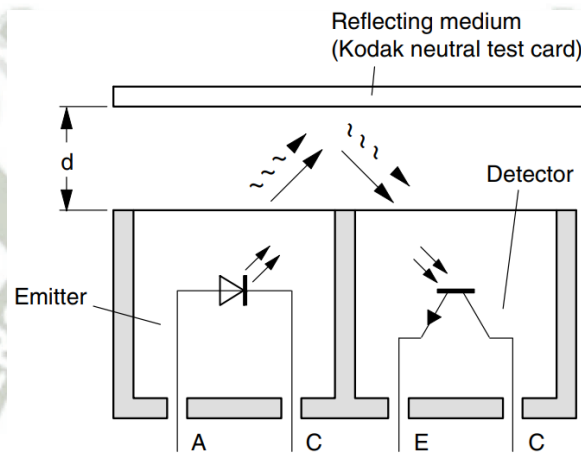 Reflecting medium
(Kodak neutral test card)
d
Detector
Emitter
A
C
E
C